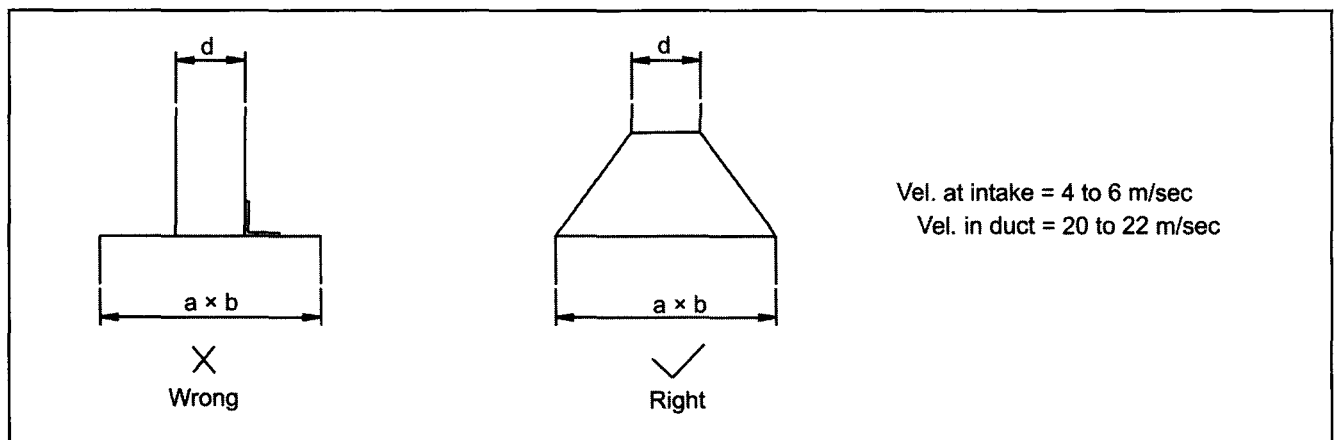 d
d
Vel. at intake = 4 to 6 m/sec
Vel. in duct = 20 to 22 m/sec
a × b
a × b
Wrong
Right